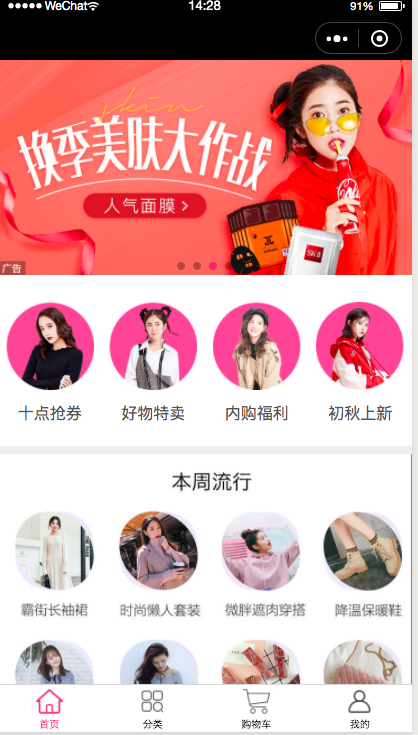 WeChat 14:28 91%
skin
换季美肤大作战
人气面膜 >
SK-II
广告
十点抢券 好物特卖 内购福利 初秋上新
本周流行
霸街长袖裙 时尚懒人套装 微胖遮肉穿搭 降温保暖鞋
首页 分类 购物车 我的